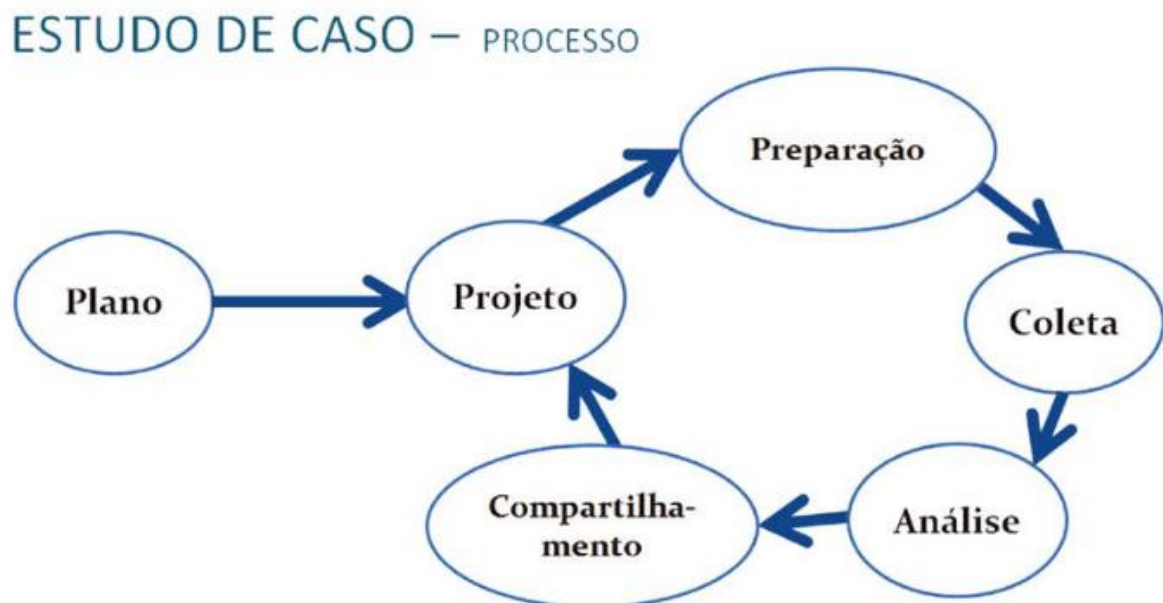 ESTUDO DE CASO – PROCESSO
Preparação
Plano
Projeto
Coleta
Compartilha-
mento
Análise